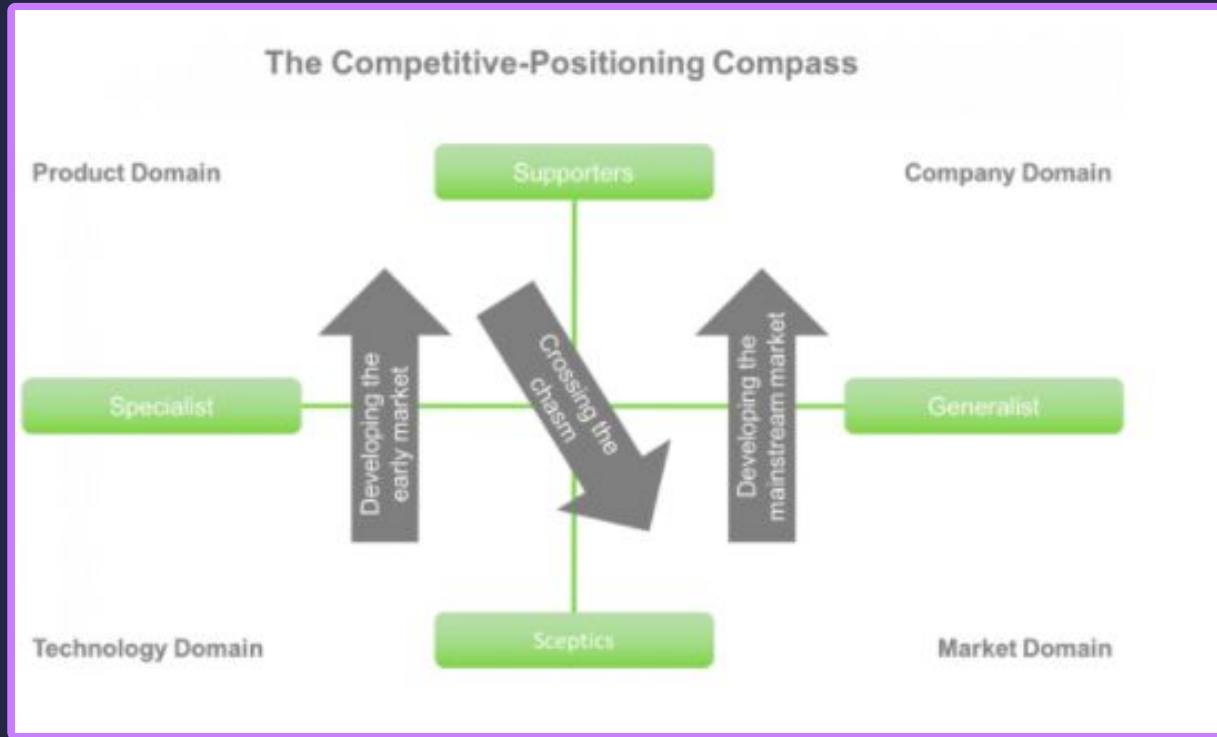 The Competitive-Positioning Compass
Product Domain
Supporters
Company Domain
Specialist
Developing the
early market
Crossing the
chasm
Developing the
mainstream market
Generalist
Technology Domain
Sceptics
Market Domain